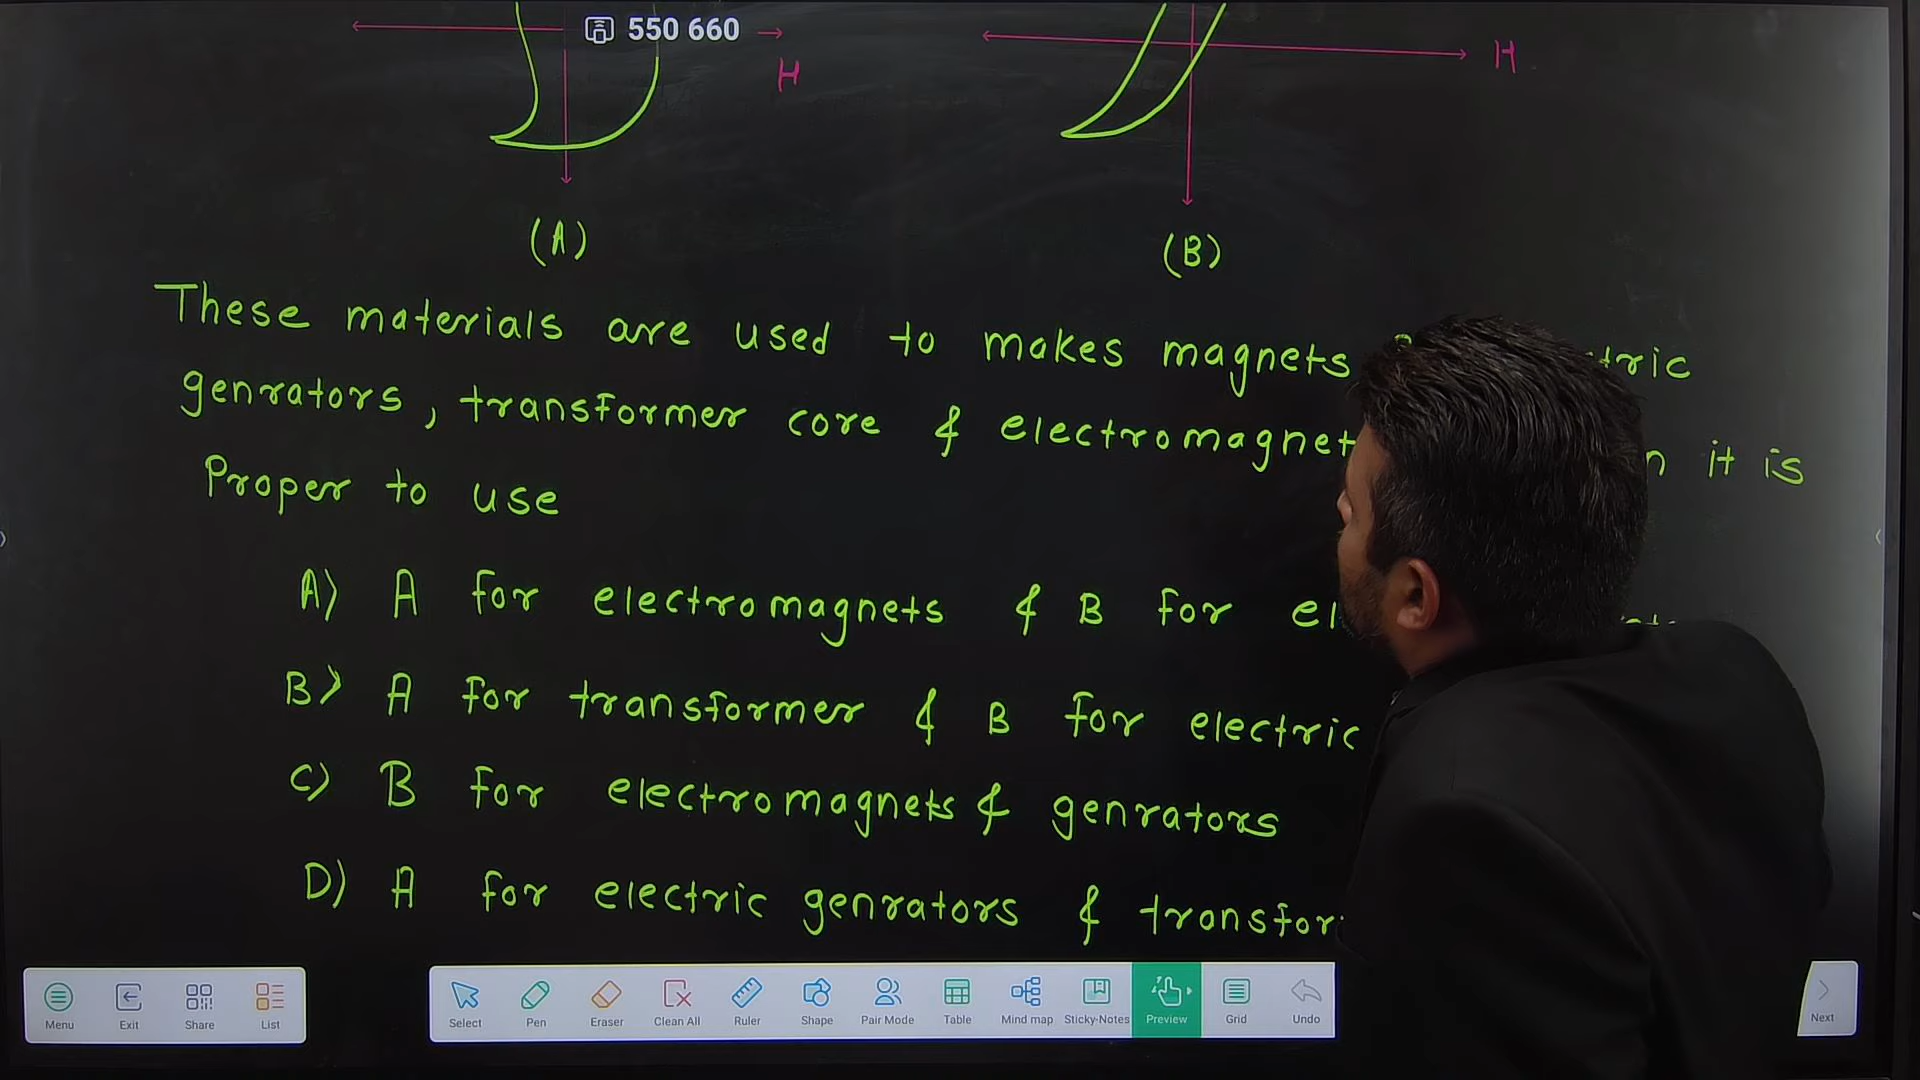 550 660
H
H
(A)
(B)
These materials are used to makes magnets
genrators, transformer core & electromagnet it is
Proper to use
A) A for electromagnets & B for
B) A for transformer & B for electric
C) B for electromagnets & genrators
D) A for electric genrators &
Menu Exit Share List Select Pen Eraser Clean All Ruler Shape Pair Mode Table Mind map Sticky-Notes Preview Grid Undo Next